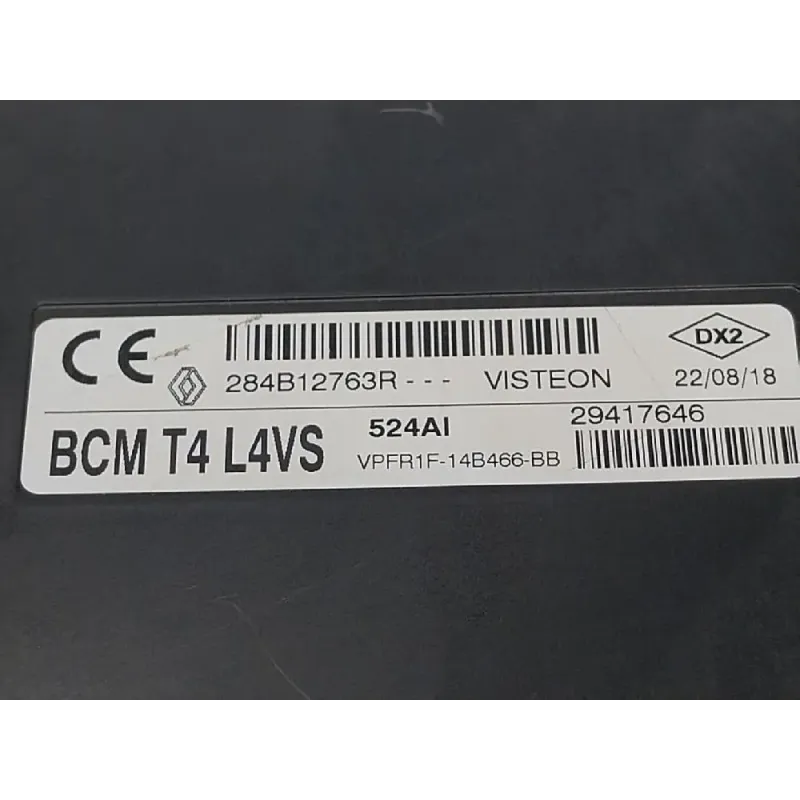 CE
284B12763R--- VISTEON
DX2
22/08/18
BCM T4 L4VS
524AI
VPFR1F-14B466-BB
29417646